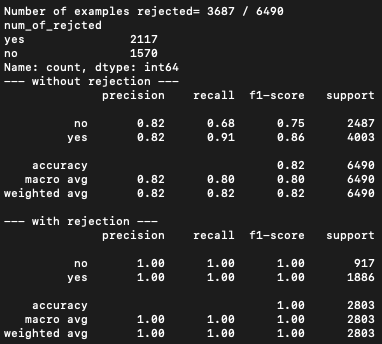 Number of examples rejected= 3687 / 6490
num_of_rejcted
yes 2117
no 1570
Name: count, dtype: int64
--- without rejection ---
precision recall f1-score support
no 0.82 0.68 0.75 2487
yes 0.82 0.91 0.86 4003
accuracy 0.82 6490
macro avg 0.82 0.80 0.80 6490
weighted avg 0.82 0.82 0.82 6490
--- with rejection ---
precision recall f1-score support
no 1.00 1.00 1.00 917
yes 1.00 1.00 1.00 1886
accuracy 1.00 2803
macro avg 1.00 1.00 1.00 2803
weighted avg 1.00 1.00 1.00 2803